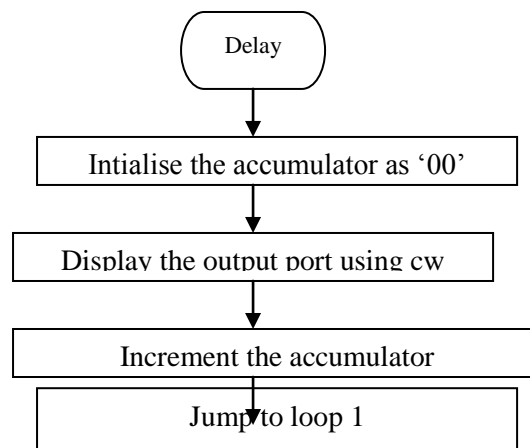 Delay
Intialise the accumulator as ‘00’
Display the output port using cw
Increment the accumulator
Jump to loop 1